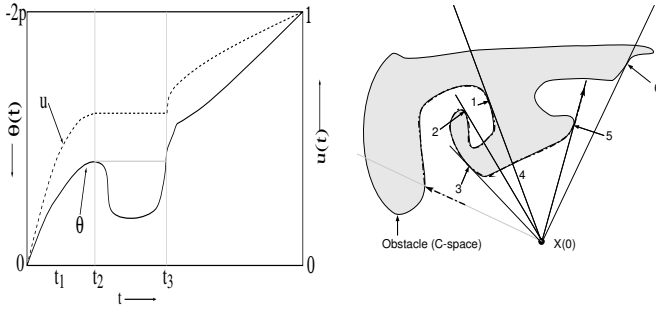 -2p
1
θ(t)
u(t)
u
θ
0
0
t1
t2
t3
t
1
2
3
4
5
X(0)
Obstacle (C-space)